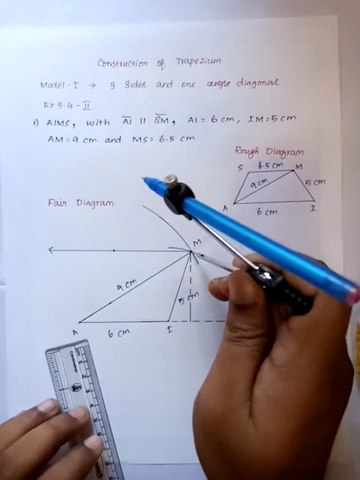 Construction of Trapezium
Model-I → 3 Sides and one angle diagonal
Ex 5.4 - II
1) AIMS, with AI || SM, AI = 6 cm, IM = 5 cm
AM = 9 cm and MS = 6.5 cm
Rough Diagram
S 6.5 cm M
9 cm 5 cm
A 6 cm I
Fair Diagram
M
9 cm 5 cm
A 6 cm I